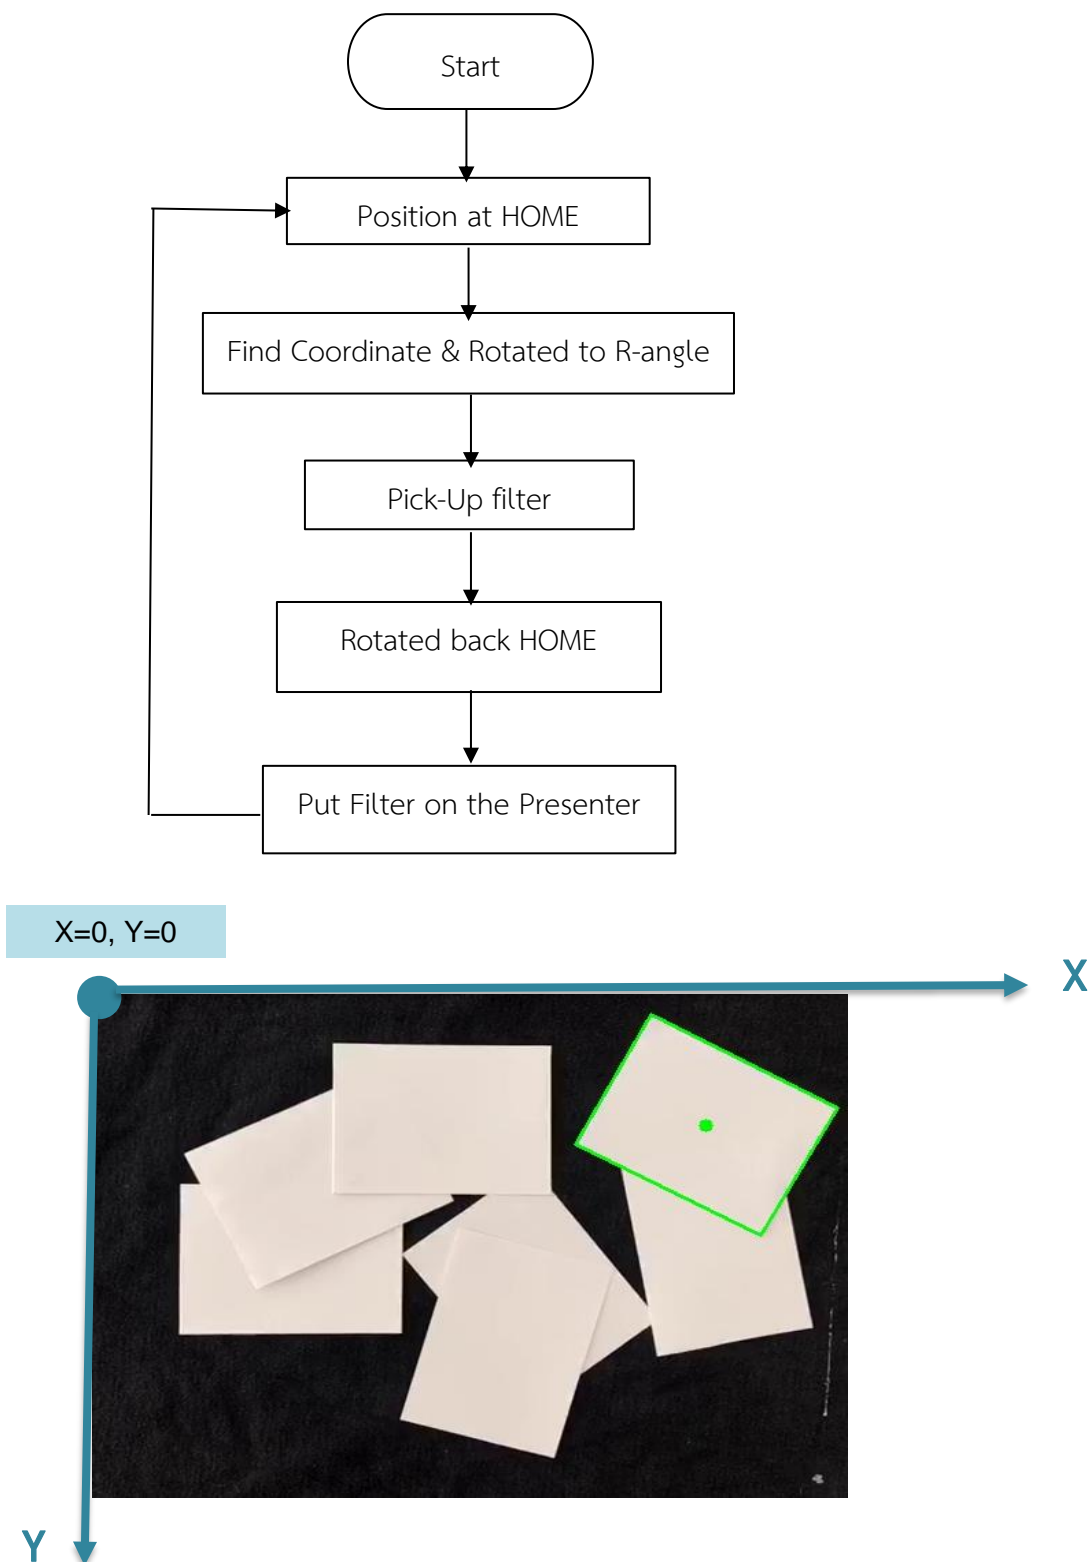 Start
Position at HOME
Find Coordinate & Rotated to R-angle
Pick-Up filter
Rotated back HOME
Put Filter on the Presenter
X=0, Y=0
X
Y